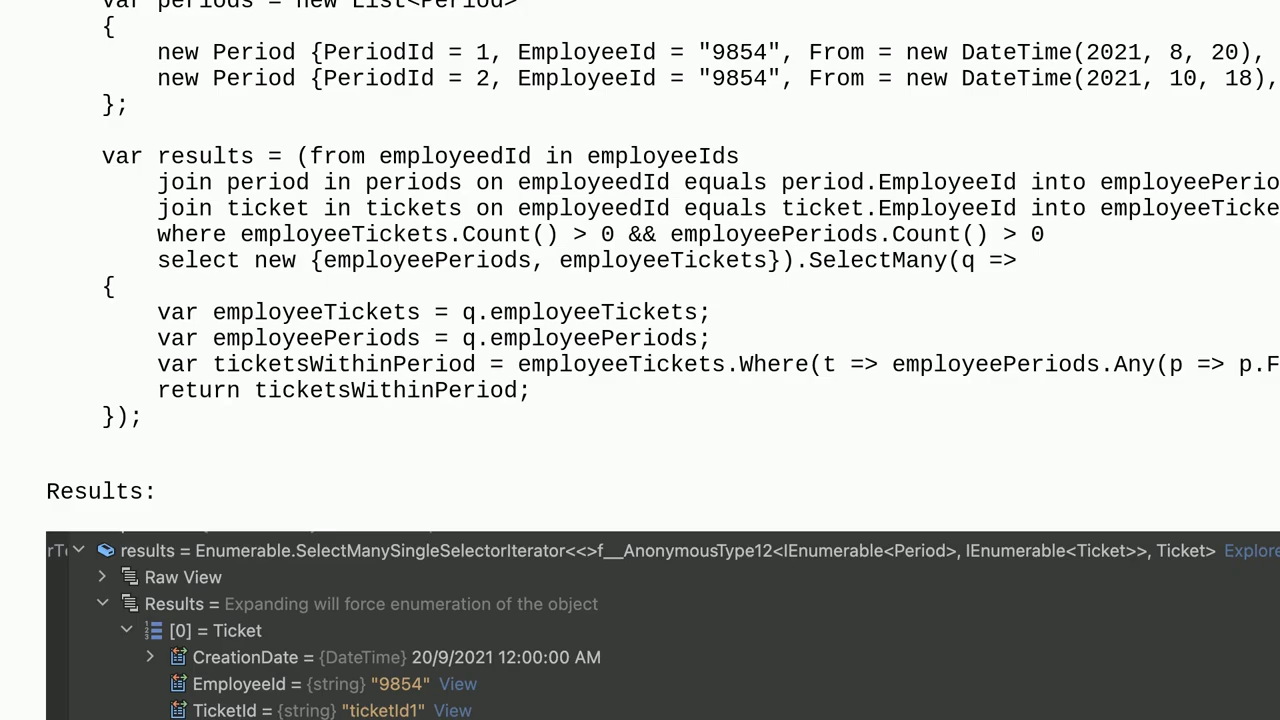 var periods = new List<Period>
{
new Period {PeriodId = 1, EmployeeId = "9854", From = new DateTime(2021, 8, 20),
new Period {PeriodId = 2, EmployeeId = "9854", From = new DateTime(2021, 10, 18),
};
var results = (from employeedId in employeeIds
join period in periods on employeedId equals period.EmployeeId into employeePerio
join ticket in tickets on employeedId equals ticket.EmployeeId into employeeTicke
where employeeTickets.Count() > 0 && employeePeriods.Count() > 0
select new {employeePeriods, employeeTickets}).SelectMany(q =>
{
var employeeTickets = q.employeeTickets;
var employeePeriods = q.employeePeriods;
var ticketsWithinPeriod = employeeTickets.Where(t => employeePeriods.Any(p => p.F
return ticketsWithinPeriod;
});
Results:
results = Enumerable.SelectManySingleSelectorIterator<<>f__AnonymousType12<IEnumerable<Period>, IEnumerable<Ticket>>, Ticket> Explore
Raw View
Results = Expanding will force enumeration of the object
[0] = Ticket
CreationDate = {DateTime} 20/9/2021 12:00:00 AM
EmployeeId = {string} "9854" View
TicketId = {string} "ticketId1" View